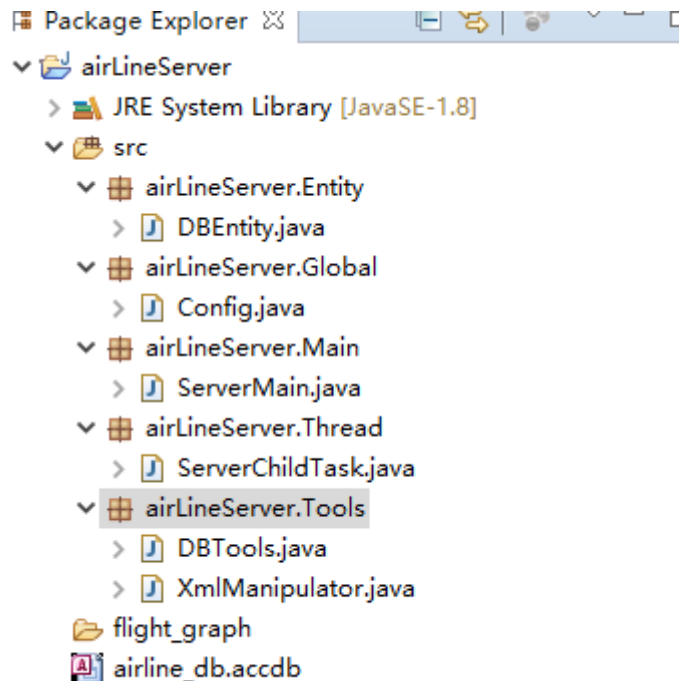 Package Explorer
airLineServer
JRE System Library [JavaSE-1.8]
src
airLineServer.Entity
DBEntity.java
airLineServer.Global
Config.java
airLineServer.Main
ServerMain.java
airLineServer.Thread
ServerChildTask.java
airLineServer.Tools
DBTools.java
XmlManipulator.java
flight_graph
airline_db.accdb